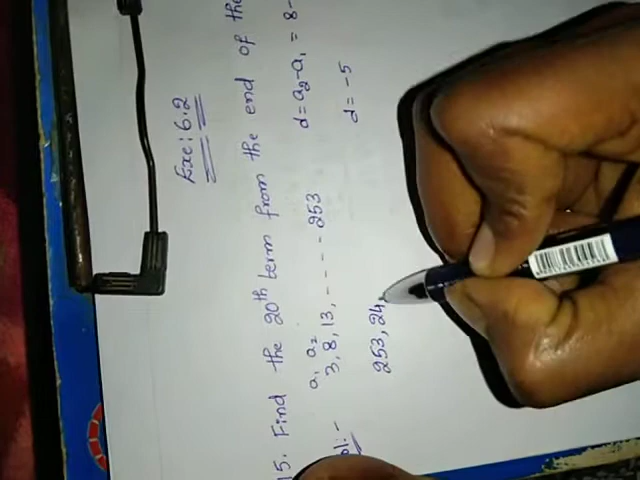 Exe: 6.2
15. Find the 20th term from the end of the
a₁ a₂ d = a₂-a₁ = 8-
ol:- 3, 8, 13, - - - - 253
d = -5
253, 24